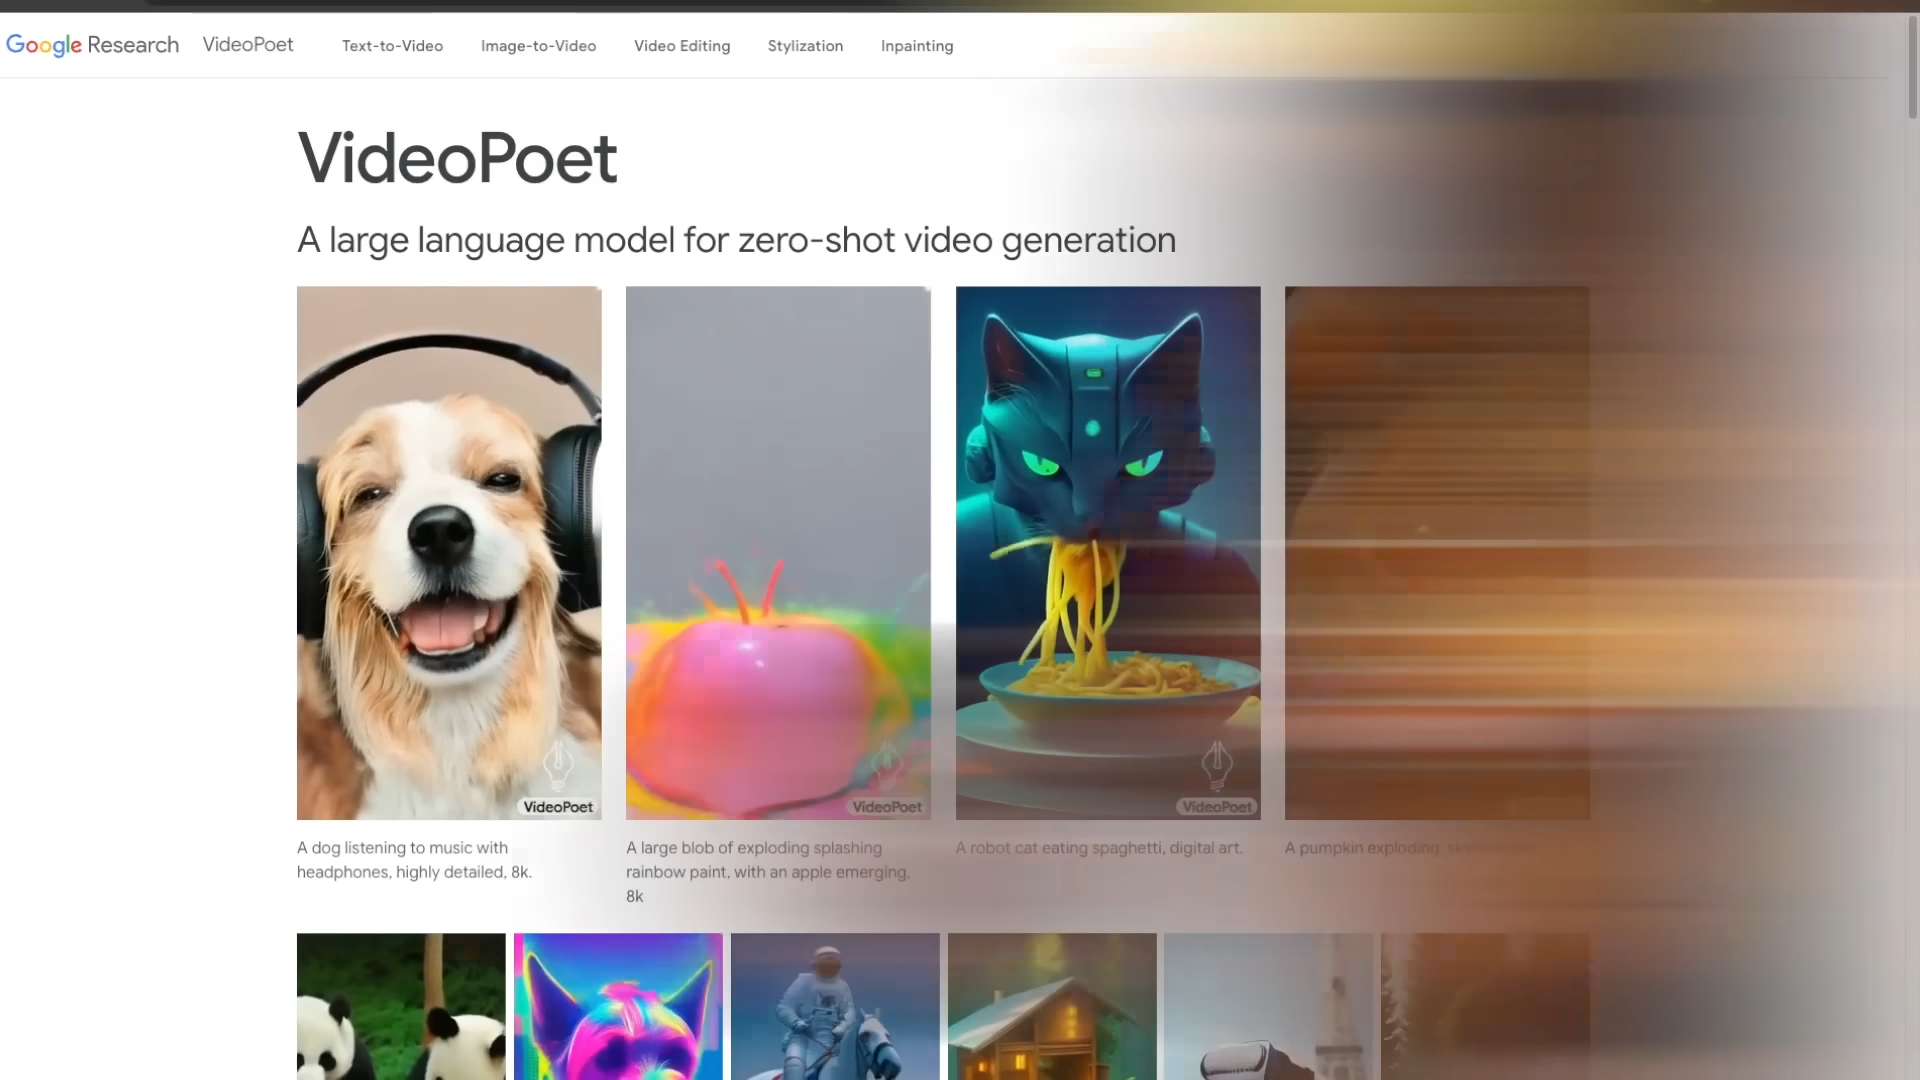 Google Research VideoPoet Text-to-Video Image-to-Video Video Editing Stylization Inpainting
VideoPoet
A large language model for zero-shot video generation
VideoPoet VideoPoet VideoPoet
A dog listening to music with
headphones, highly detailed, 8k.
A large blob of exploding splashing
rainbow paint, with an apple emerging,
8k
A robot cat eating spaghetti, digital art.
A pumpkin exploding,